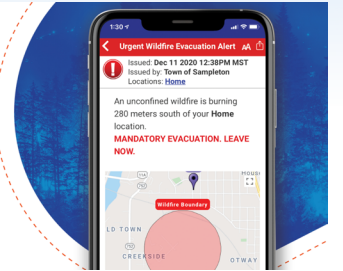 1:30
Urgent Wildfire Evacuation Alert AA
Issued: Dec 11 2020 12:38PM MST
Issued by: Town of Sampleton
Locations: Home
An unconfined wildfire is burning
280 meters south of your Home
location.
MANDATORY EVACUATION. LEAVE
NOW.
Wildfire Boundary
LD TOWN
CREEKSIDE
OTWAY